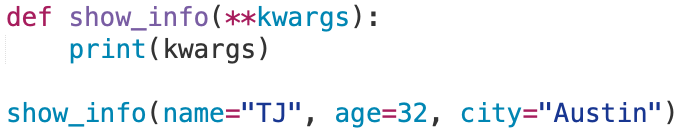 def show_info(**kwargs):
    print(kwargs)

show_info(name="TJ", age=32, city="Austin")